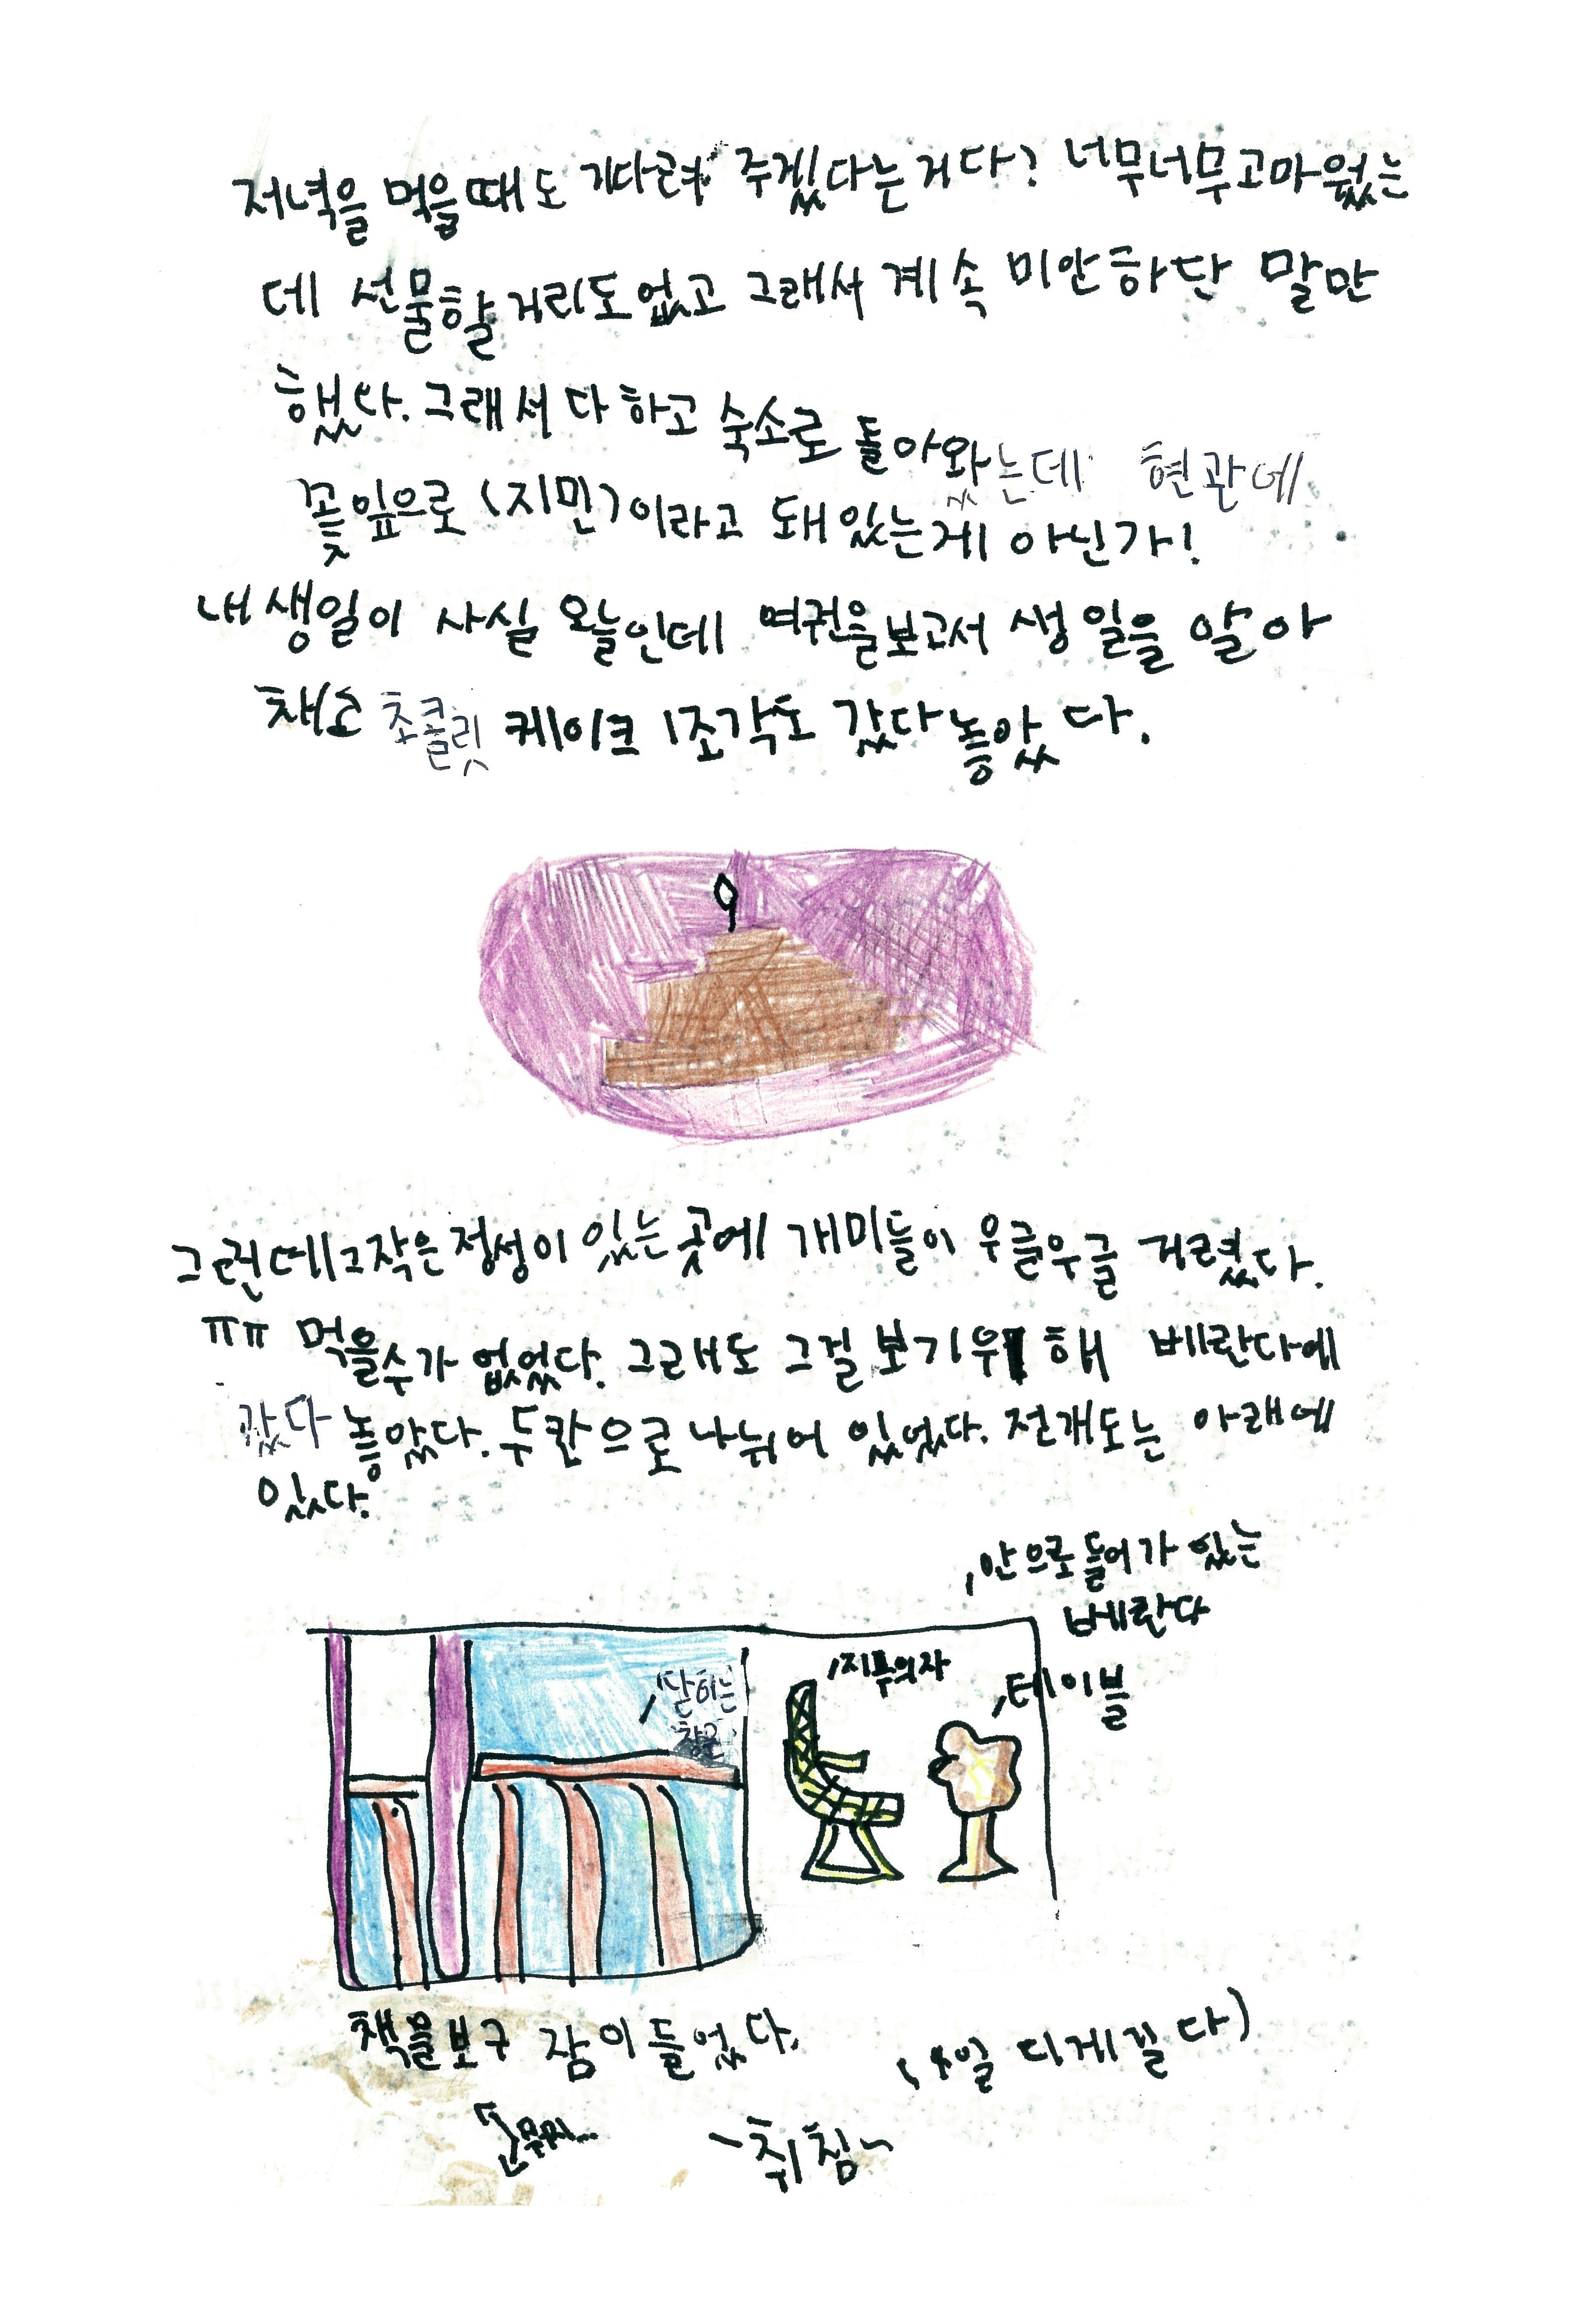 저녁을 먹을때도 기다려 주겠다는거다? 너무너무고마웠는
데 선물할거리도없고 그래서 계속 미안하단 말만
했다. 그래서 다 하고 숙소로 돌아왔는데 현관에
꽃잎으로 (지민)이라고 돼있는게 아닌가!
내 생일이 사실 오늘인데 여권을보고서 생일을 알아
채소 초콜릿 케이크 1조각도 갔다놓았다.
그런데 그작은 정성이 있는 곳에 개미들이 우글우글 거렸다.
ㅠㅠ 먹을수가 없었다. 그래도 그걸 보기위해 베란다에
갔다 놓았다. 두칸으로 나뉘어 있었다. 전개도는 아래에
있다.
안으로들어가 있는
베란다
지푸의자
테이블
닫히는
창문
책을보구 잠이 들었다.
(4일 디게길다)
~취침~